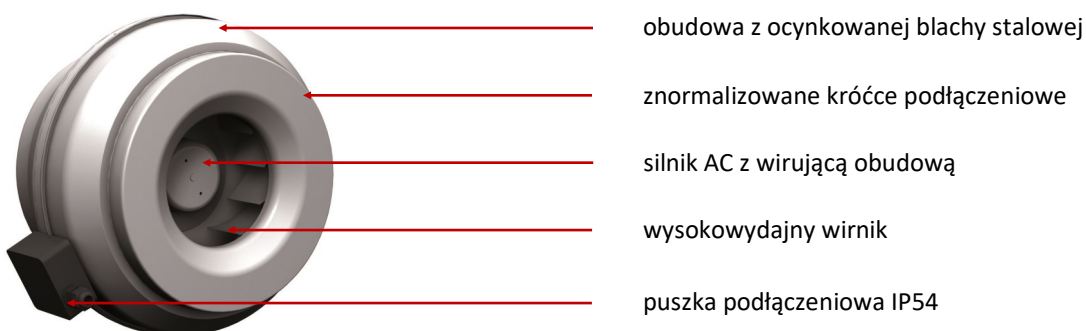 obudowa z ocynkowanej blachy stalowej
znormalizowane króćce podłączeniowe
silnik AC z wirującą obudową
wysokowydajny wirnik
puszka podłączeniowa IP54